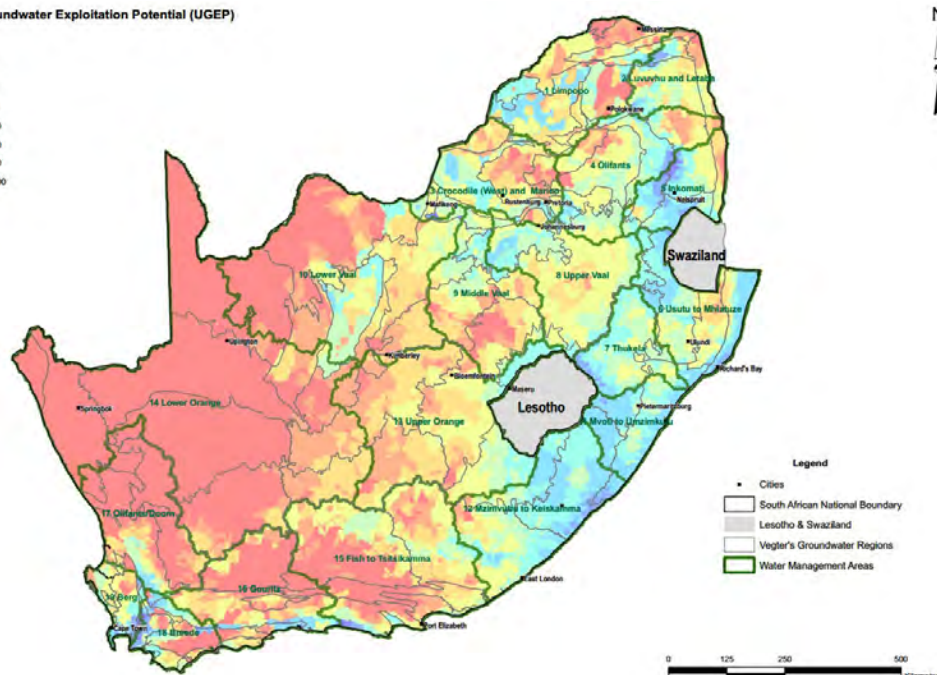 oundwater Exploitation Potential (UGEP)
N
Messina
2 Luvuvhu and Letaba
1 Limpopo
Polokwane
4 Olifants
5 Inkomati
Nelspruit
3 Crocodile (West) and Marico
Mafikeng
Rustenburg
Pretoria
Johannesburg
Swaziland
10 Lower Vaal
8 Upper Vaal
9 Middle Vaal
6 Usutu to Mhlatuze
Ulundi
7 Thukela
Upington
Kimberley
Bloemfontein
Richard's Bay
Maseru
Lesotho
Springbok
14 Lower Orange
13 Upper Orange
Pietermaritzburg
11 Mvoti to Umzimkulu
12 Mzimvubu to Keiskamma
17 Olifants/Doorn
15 Fish to Tsitsikamma
16 Gouritz
East London
19 Berg
Cape Town
18 Breede
Port Elizabeth
Legend
Cities
South African National Boundary
Lesotho & Swaziland
Vegter's Groundwater Regions
Water Management Areas
0 125 250 500